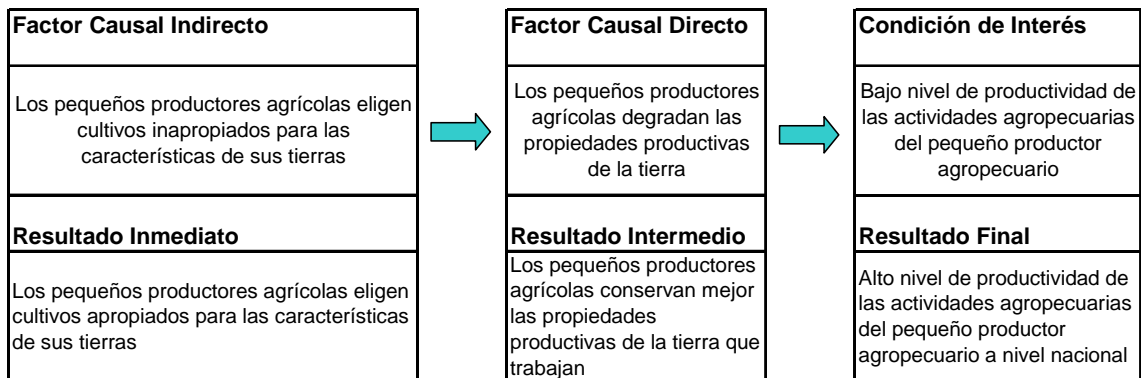 Factor Causal Indirecto
Los pequeños productores agrícolas eligen
cultivos inapropiados para las
características de sus tierras
Resultado Inmediato
Los pequeños productores agrícolas eligen
cultivos apropiados para las características
de sus tierras
Factor Causal Directo
Los pequeños productores
agrícolas degradan las
propiedades productivas
de la tierra
Resultado Intermedio
Los pequeños productores
agrícolas conservan mejor
las propiedades
productivas de la tierra que
trabajan
Condición de Interés
Bajo nivel de productividad de
las actividades agropecuarias
del pequeño productor
agropecuario
Resultado Final
Alto nivel de productividad de
las actividades agropecuarias
del pequeño productor
agropecuario a nivel nacional